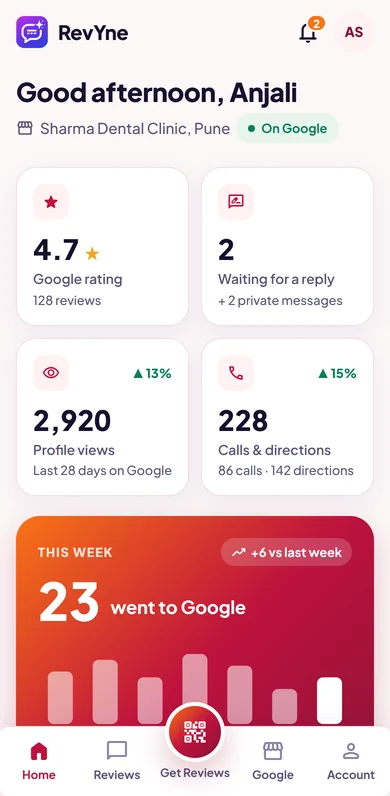 RevYne
2
AS
Good afternoon, Anjali
Sharma Dental Clinic, Pune
On Google
4.7 ★
Google rating
128 reviews
2
Waiting for a reply
+ 2 private messages
▲ 13%
2,920
Profile views
Last 28 days on Google
▲ 15%
228
Calls & directions
86 calls · 142 directions
THIS WEEK
+6 vs last week
23 went to Google
Home
Reviews
Get Reviews
Google
Account